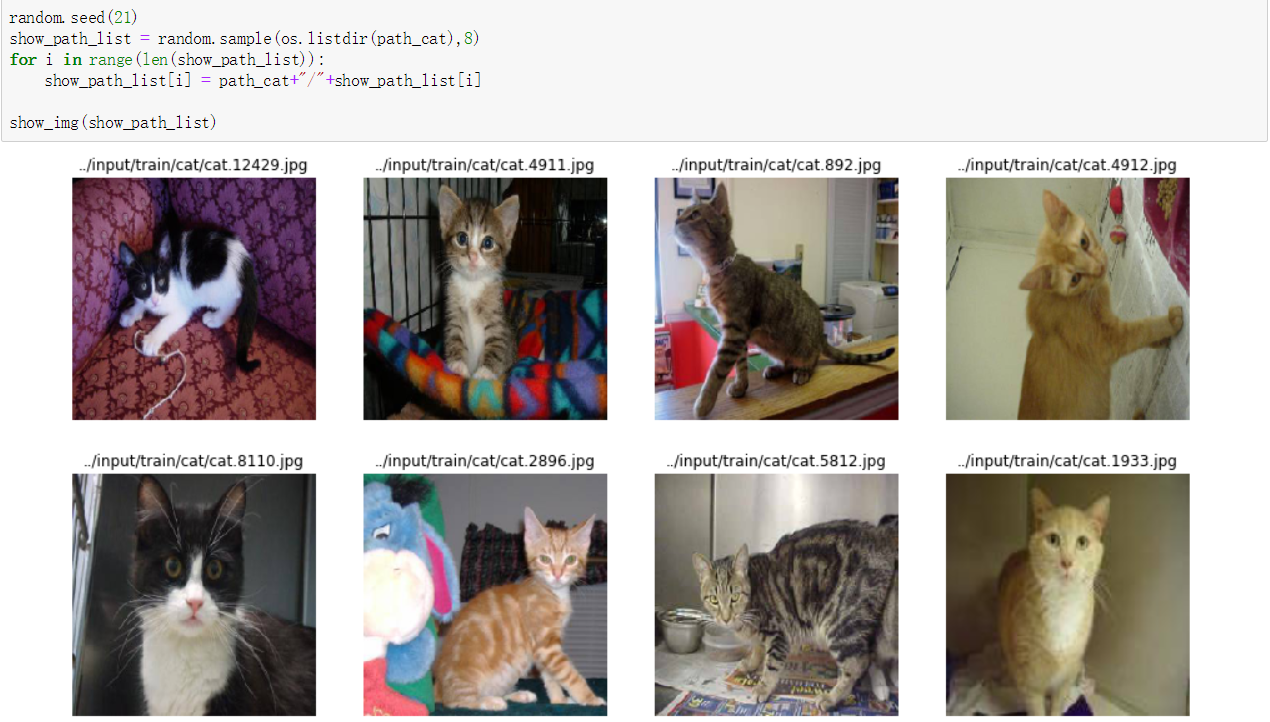 random.seed(21)
show_path_list = random.sample(os.listdir(path_cat),8)
for i in range(len(show_path_list)):
    show_path_list[i] = path_cat+"/"+show_path_list[i]
show_img(show_path_list)
../input/train/cat/cat.12429.jpg
../input/train/cat/cat.4911.jpg
../input/train/cat/cat.892.jpg
../input/train/cat/cat.4912.jpg
../input/train/cat/cat.8110.jpg
../input/train/cat/cat.2896.jpg
../input/train/cat/cat.5812.jpg
../input/train/cat/cat.1933.jpg